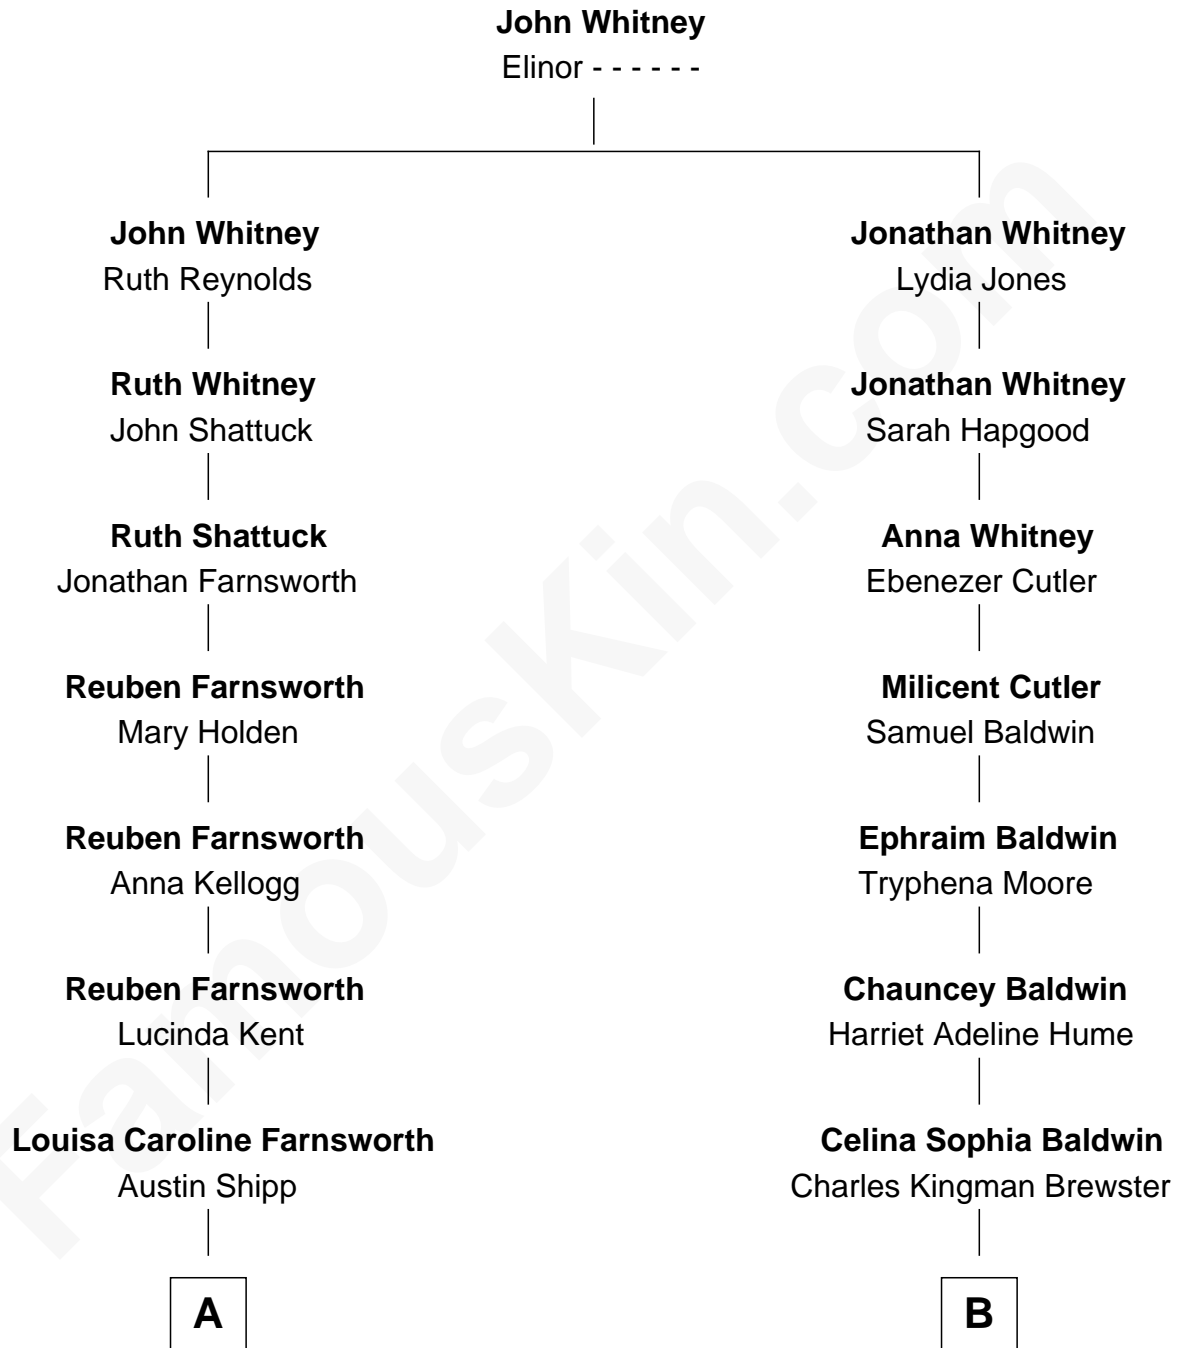 John Whitney
Elinor - - - - - -
John Whitney
Ruth Reynolds
Jonathan Whitney
Lydia Jones
Ruth Whitney
John Shattuck
Jonathan Whitney
Sarah Hapgood
Ruth Shattuck
Jonathan Farnsworth
Anna Whitney
Ebenezer Cutler
Reuben Farnsworth
Mary Holden
Milicent Cutler
Samuel Baldwin
Reuben Farnsworth
Anna Kellogg
Ephraim Baldwin
Tryphena Moore
Reuben Farnsworth
Lucinda Kent
Chauncey Baldwin
Harriet Adeline Hume
Louisa Caroline Farnsworth
Austin Shipp
Celina Sophia Baldwin
Charles Kingman Brewster
A
B
FamousKin.com